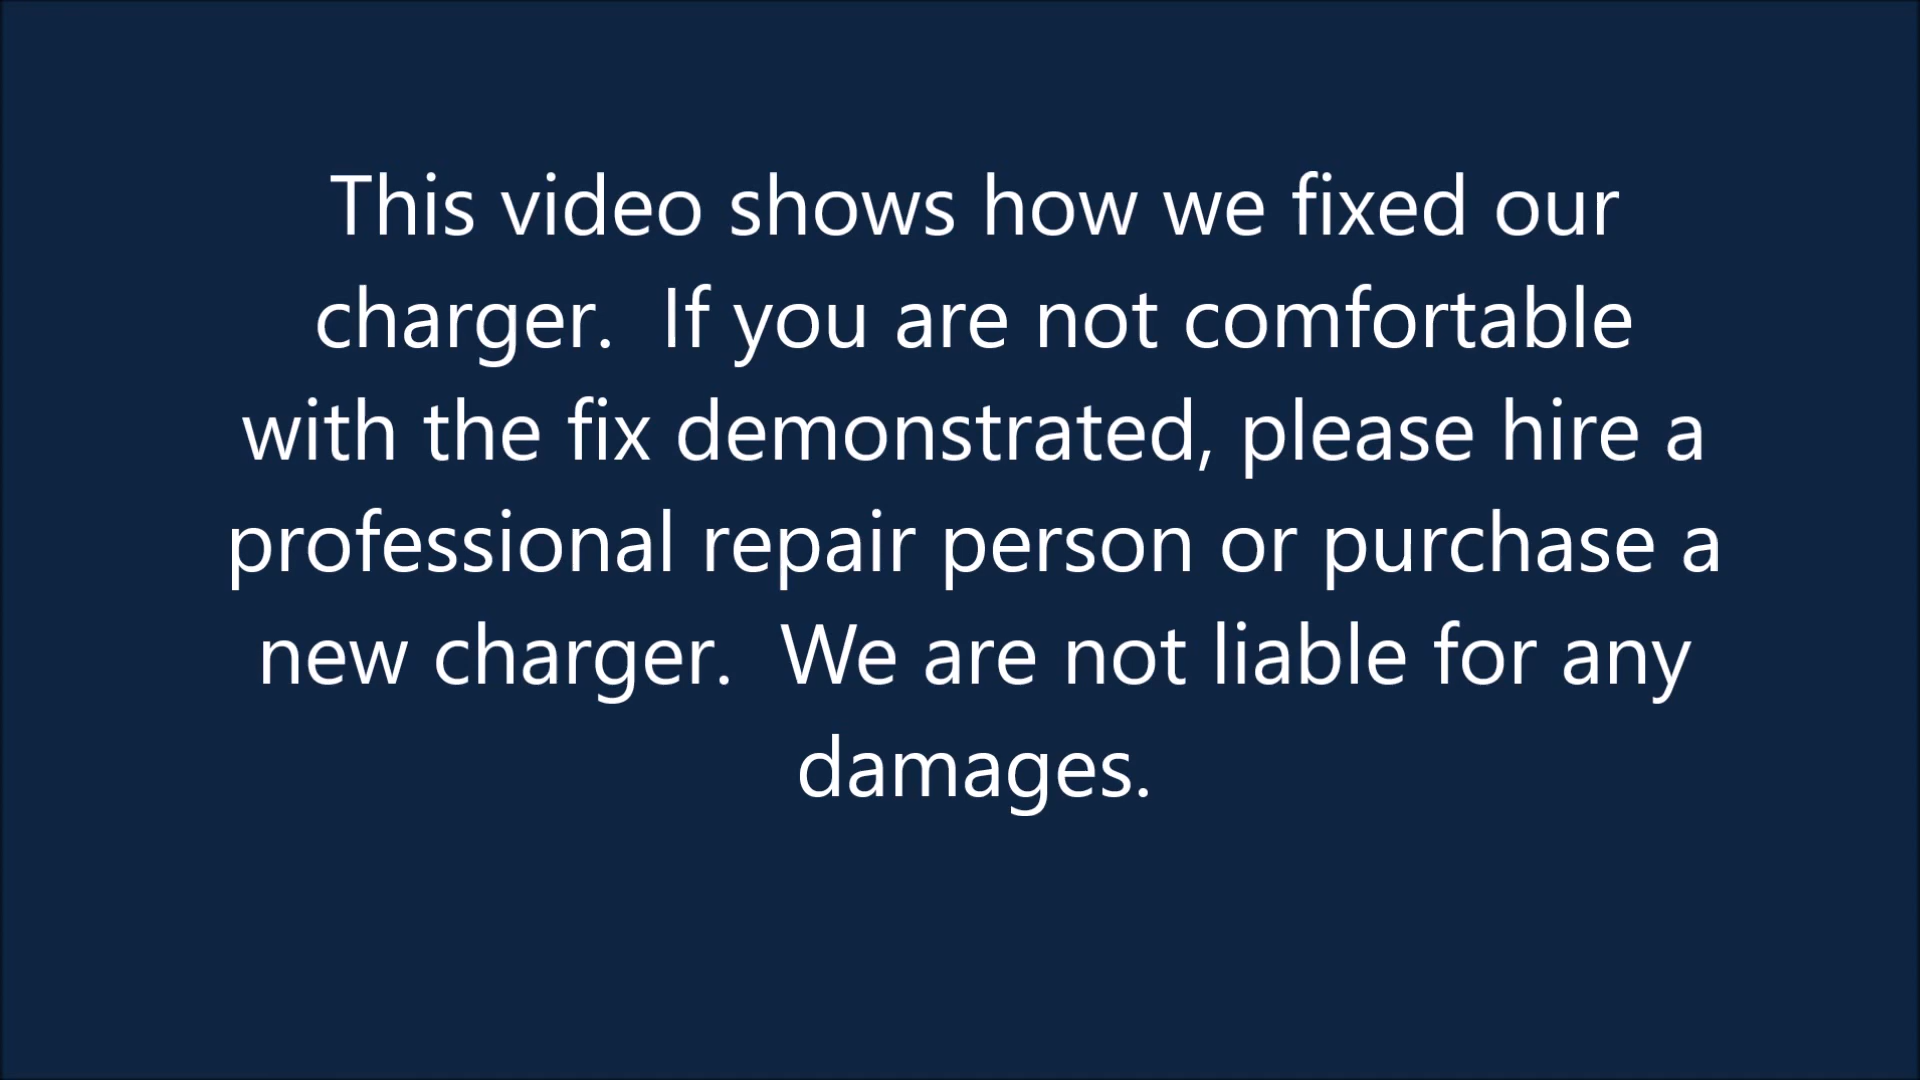 This video shows how we fixed our
charger.  If you are not comfortable
with the fix demonstrated, please hire a
professional repair person or purchase a
new charger.  We are not liable for any
damages.